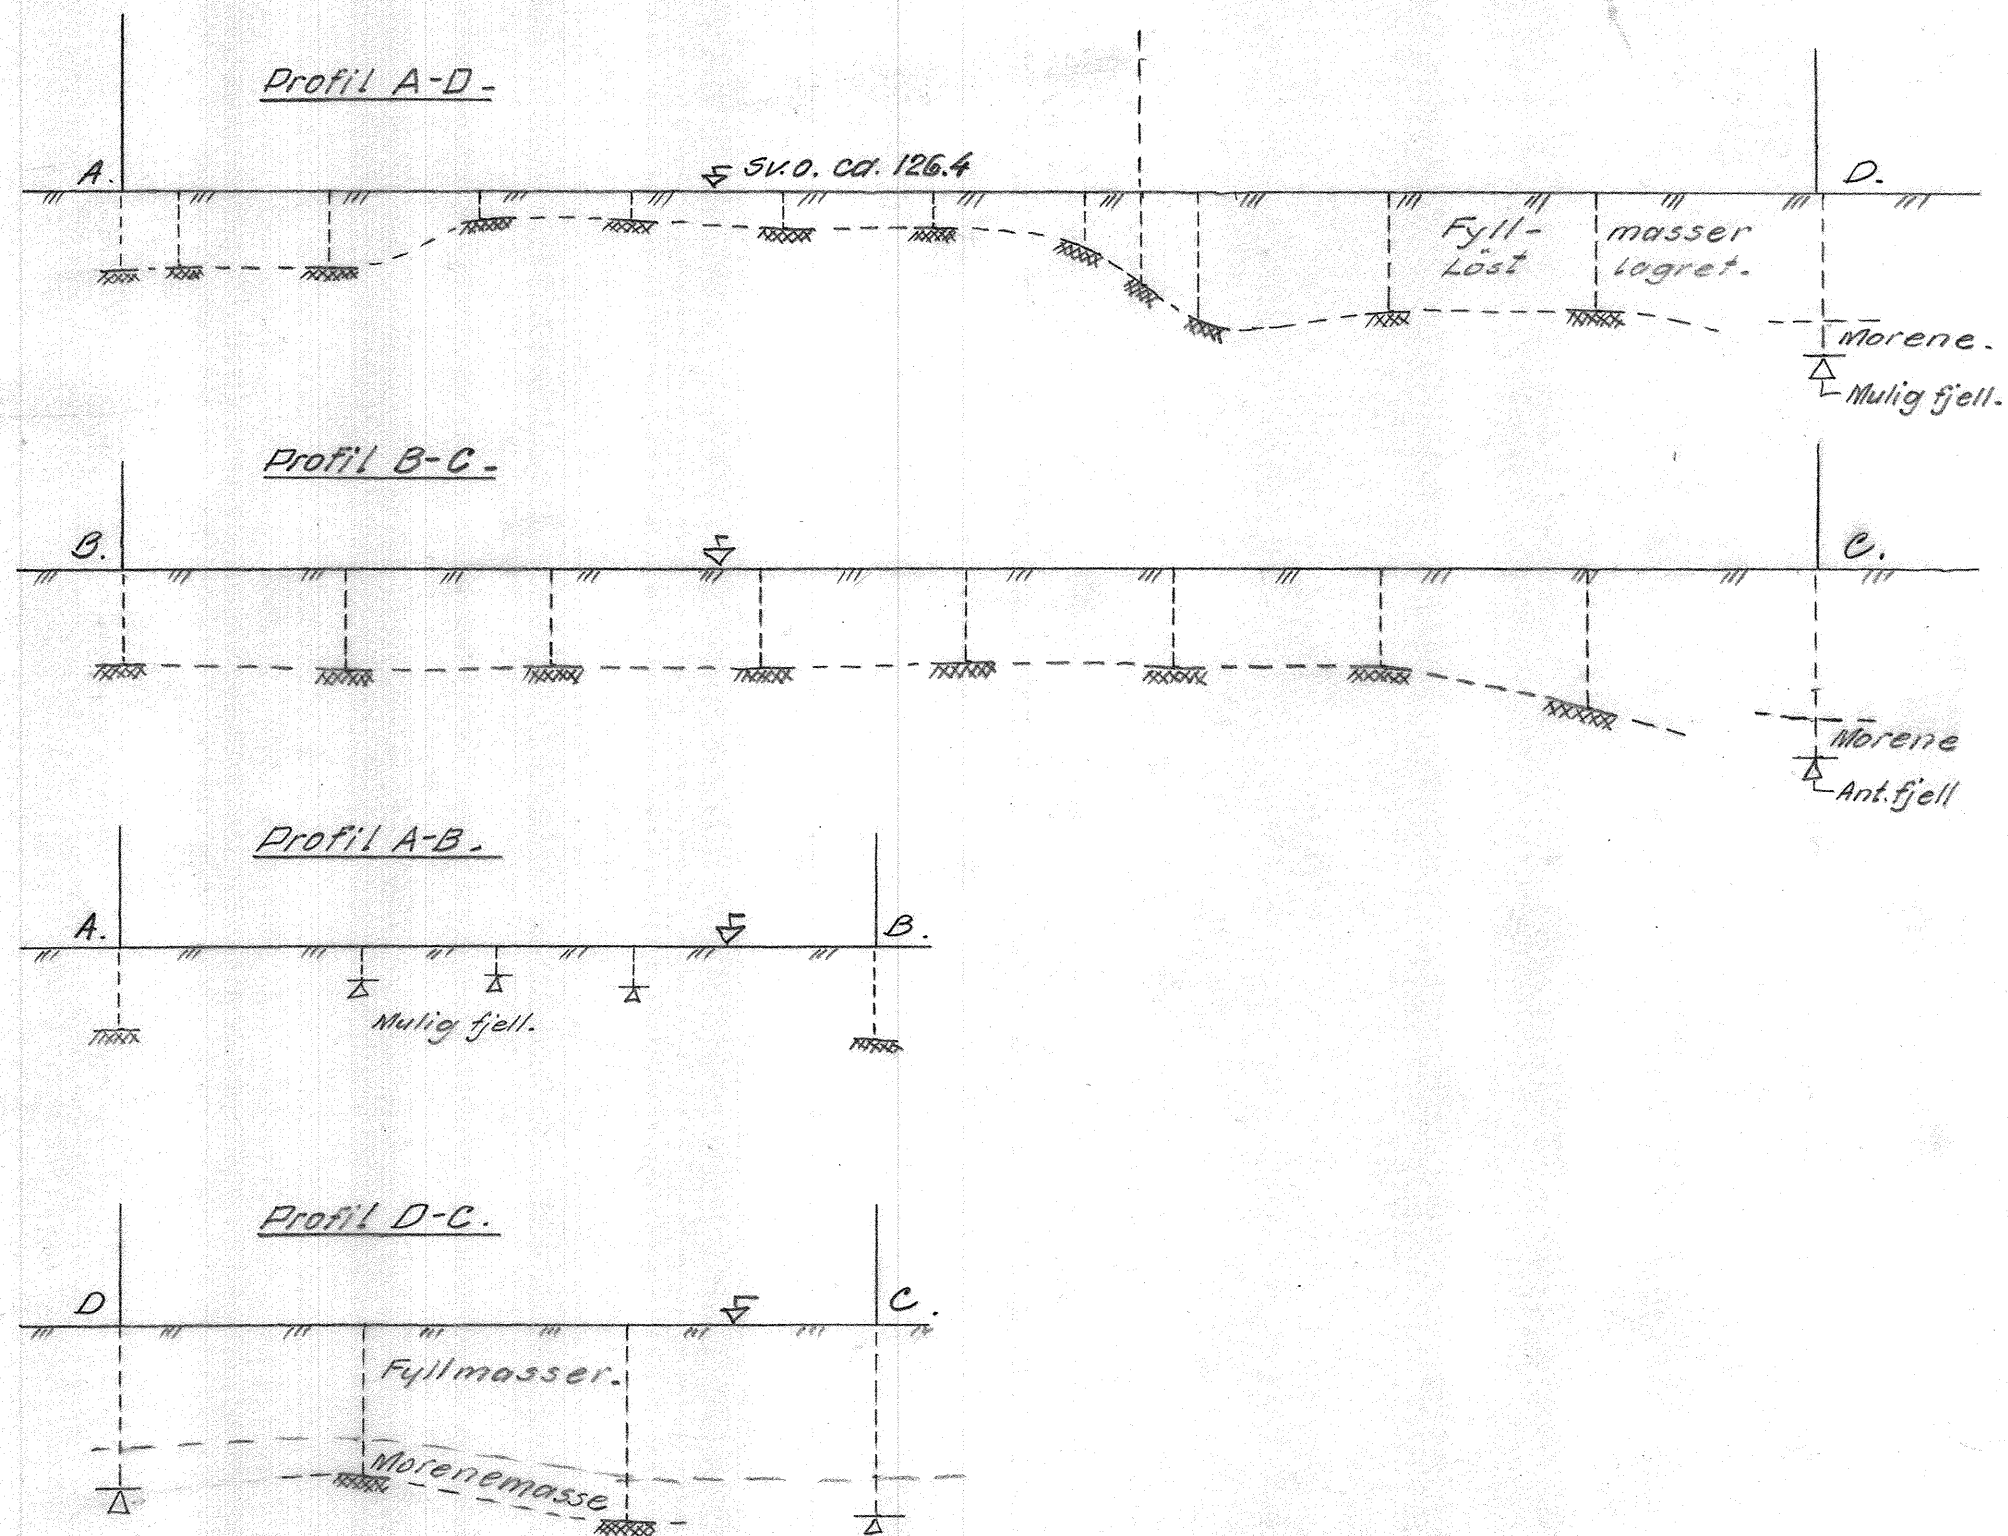 Profil A-D.
A.
sv.o. ca. 126.4
D.
Fyll- masser
Löst lagret.
Morene.
Mulig fjell.
Profil B-C.
B.
C.
Morene
Ant.fjell
Profil A-B.
A.
B.
Mulig fjell.
Profil D-C.
D
C.
Fyllmasser.
Morenemasse